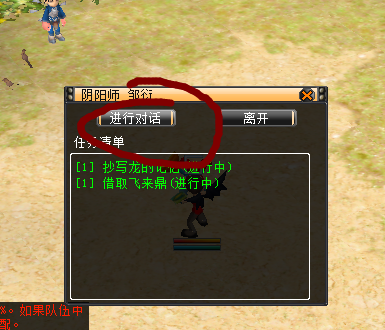 阴阳师 邹衍
进行对话 离开
任务清单
[1] 抄写龙的记忆(进行中)
[1] 借取飞来鼎(进行中)
%。如果队伍中
配。